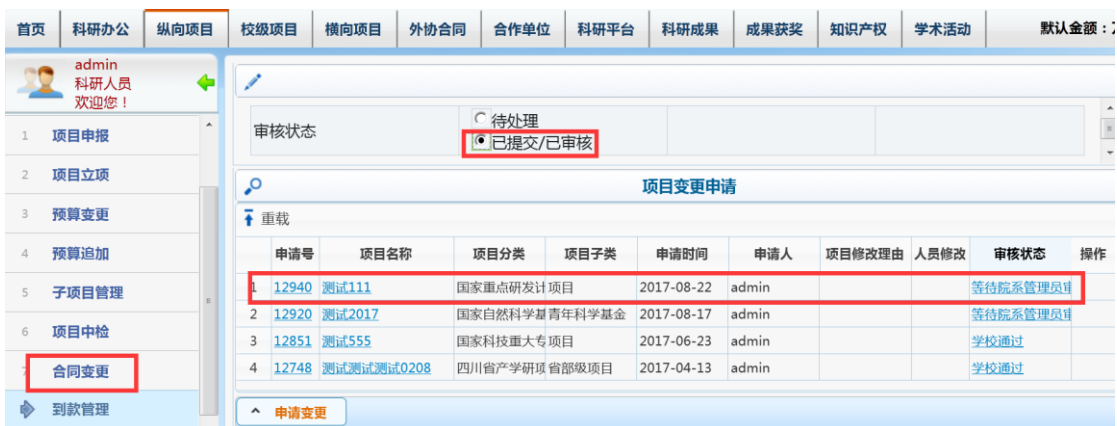 首页 科研办公 纵向项目 校级项目 横向项目 外协合同 合作单位 科研平台 科研成果 成果获奖 知识产权 学术活动 默认金额：
admin
科研人员
欢迎您！
1 项目申报
2 项目立项
3 预算变更
4 预算追加
5 子项目管理
6 项目中检
7 合同变更
到款管理
审核状态
待处理
已提交/已审核
项目变更申请
重载
申请号 项目名称 项目分类 项目子类 申请时间 申请人 项目修改理由 人员修改 审核状态 操作
1 12940 测试111 国家重点研发计 项目 2017-08-22 admin 等待院系管理员审
2 12920 测试2017 国家自然科学基 青年科学基金 2017-08-17 admin 等待院系管理员审
3 12851 测试555 国家科技重大专 项目 2017-06-23 admin 学校通过
4 12748 测试测试测试0208 四川省产学研项 省部级项目 2017-04-13 admin 学校通过
申请变更